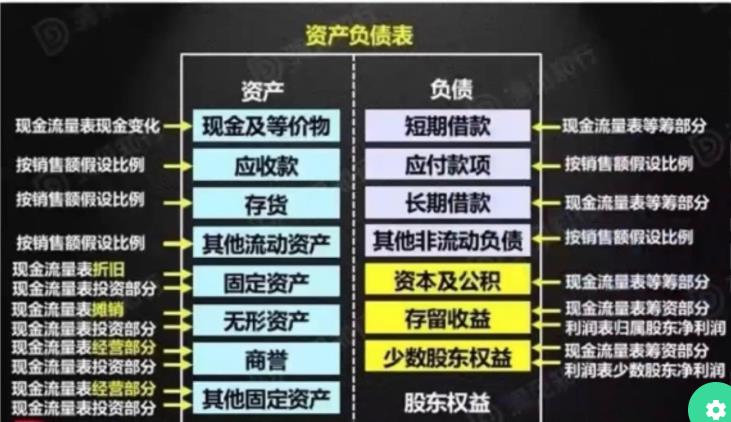 资产负债表
资产
负债
现金流量表现金变化
现金及等价物
短期借款
现金流量表等筹部分
按销售额假设比例
应收款
应付款项
按销售额假设比例
按销售额假设比例
存货
长期借款
现金流量表等筹部分
按销售额假设比例
其他流动资产
其他非流动负债
按销售额假设比例
现金流量表折旧
现金流量表投资部分
固定资产
资本及公积
现金流量表等筹部分
现金流量表摊销
现金流量表投资部分
无形资产
存留收益
现金流量表筹资部分
利润表归属股东净利润
现金流量表经营部分
现金流量表投资部分
商誉
少数股东权益
现金流量表筹资部分
利润表少数股东净利润
现金流量表经营部分
现金流量表投资部分
其他固定资产
股东权益